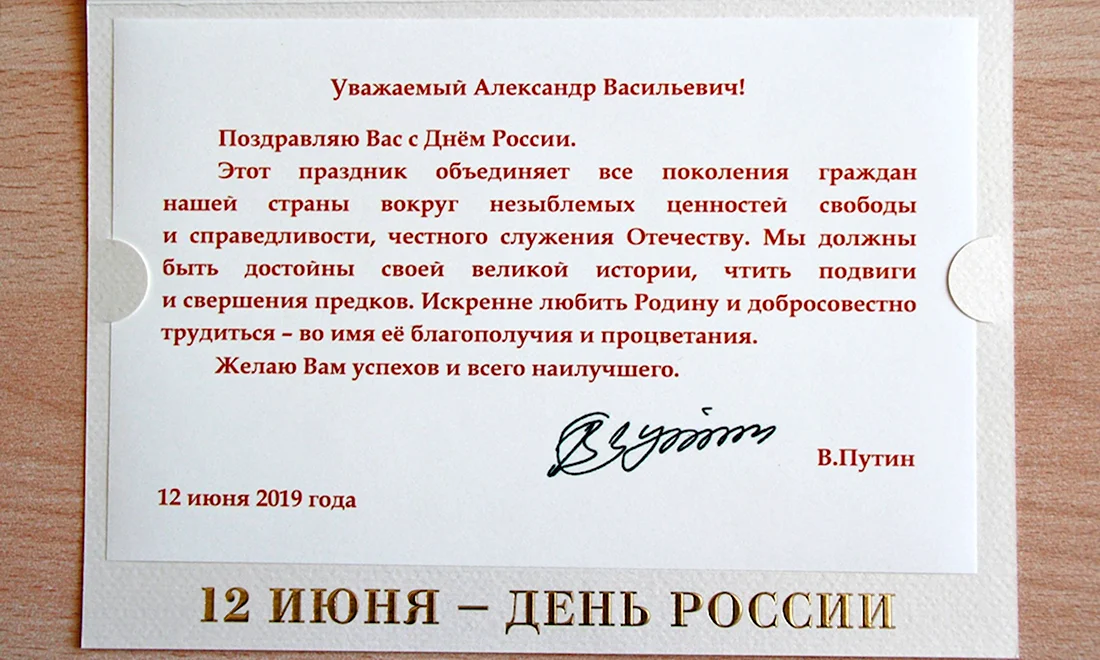 Уважаемый Александр Васильевич!
Поздравляю Вас с Днём России.
Этот праздник объединяет все поколения граждан
нашей страны вокруг незыблемых ценностей свободы
и справедливости, честного служения Отечеству. Мы должны
быть достойны своей великой истории, чтить подвиги
и свершения предков. Искренне любить Родину и добросовестно
трудиться – во имя её благополучия и процветания.
Желаю Вам успехов и всего наилучшего.
В.Путин
12 июня 2019 года
12 ИЮНЯ – ДЕНЬ РОССИИ